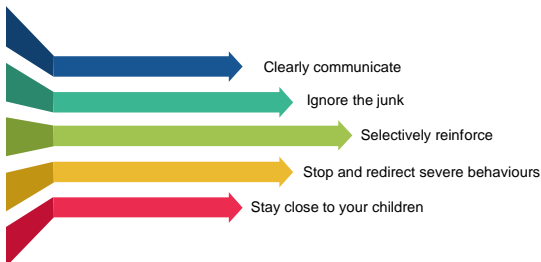 Clearly communicate
Ignore the junk
Selectively reinforce
Stop and redirect severe behaviours
Stay close to your children